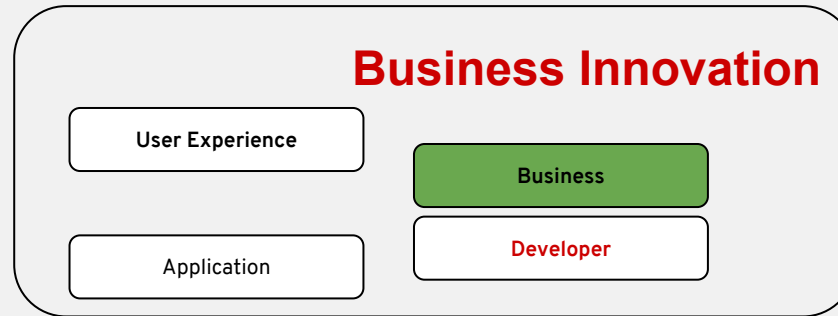 Business Innovation
User Experience
Business
Developer
Application